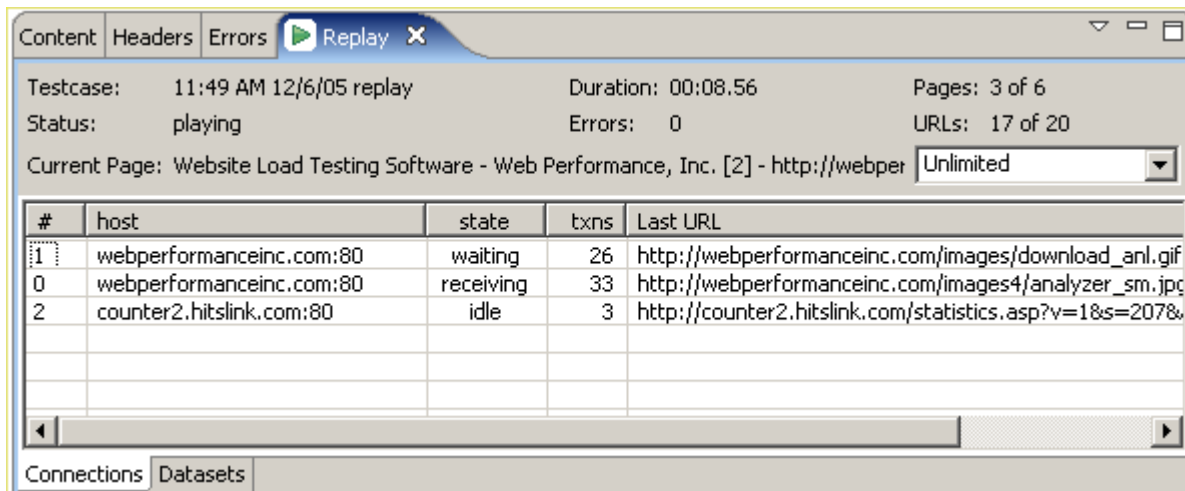 Content Headers Errors Replay
Testcase: 11:49 AM 12/6/05 replay Duration: 00:08.56 Pages: 3 of 6
Status: playing Errors: 0 URLs: 17 of 20
Current Page: Website Load Testing Software - Web Performance, Inc. [2] - http://webper Unlimited
# host state txns Last URL
1 webperformanceinc.com:80 waiting 26 http://webperformanceinc.com/images/download_anl.gif
0 webperformanceinc.com:80 receiving 33 http://webperformanceinc.com/images4/analyzer_sm.jpg
2 counter2.hitslink.com:80 idle 3 http://counter2.hitslink.com/statistics.asp?v=1&s=207&
Connections Datasets